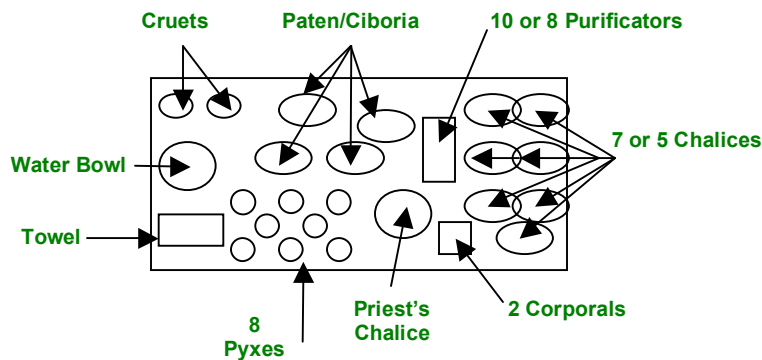 Cruets
Paten/Ciboria
10 or 8 Purificators
7 or 5 Chalices
Water Bowl
Towel
8
Pyxes
Priest's
Chalice
2 Corporals